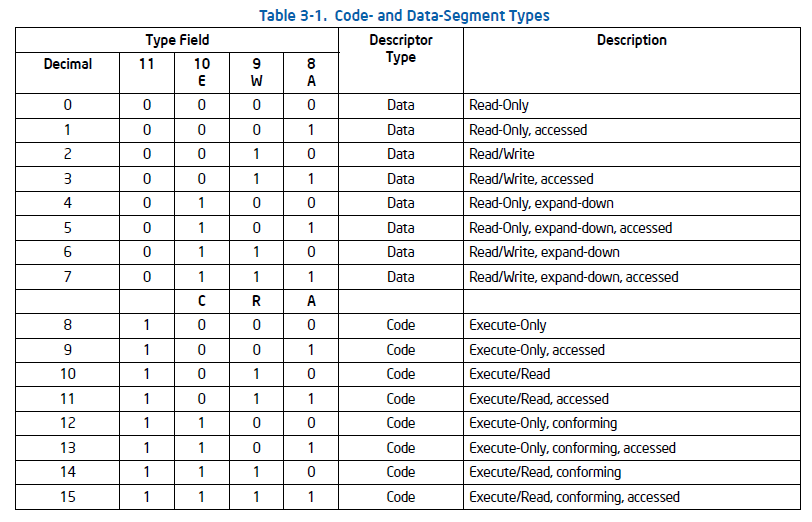 Table 3-1. Code- and Data-Segment Types
Type Field Descriptor Type Description
Decimal 11 10 E 9 W 8 A
0 0 0 0 0 Data Read-Only
1 0 0 0 1 Data Read-Only, accessed
2 0 0 1 0 Data Read/Write
3 0 0 1 1 Data Read/Write, accessed
4 0 1 0 0 Data Read-Only, expand-down
5 0 1 0 1 Data Read-Only, expand-down, accessed
6 0 1 1 0 Data Read/Write, expand-down
7 0 1 1 1 Data Read/Write, expand-down, accessed
C R A
8 1 0 0 0 Code Execute-Only
9 1 0 0 1 Code Execute-Only, accessed
10 1 0 1 0 Code Execute/Read
11 1 0 1 1 Code Execute/Read, accessed
12 1 1 0 0 Code Execute-Only, conforming
13 1 1 0 1 Code Execute-Only, conforming, accessed
14 1 1 1 0 Code Execute/Read, conforming
15 1 1 1 1 Code Execute/Read, conforming, accessed